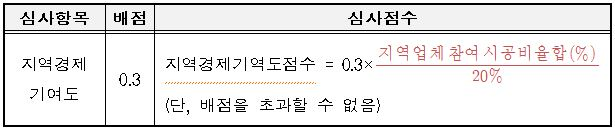 심사항목 배점 심사점수
지역경제
기여도
0.3
지역경제기역도점수 = 0.3× 지역업체참여시공비율합(%) / 20%
(단, 배점을 초과할 수 없음)